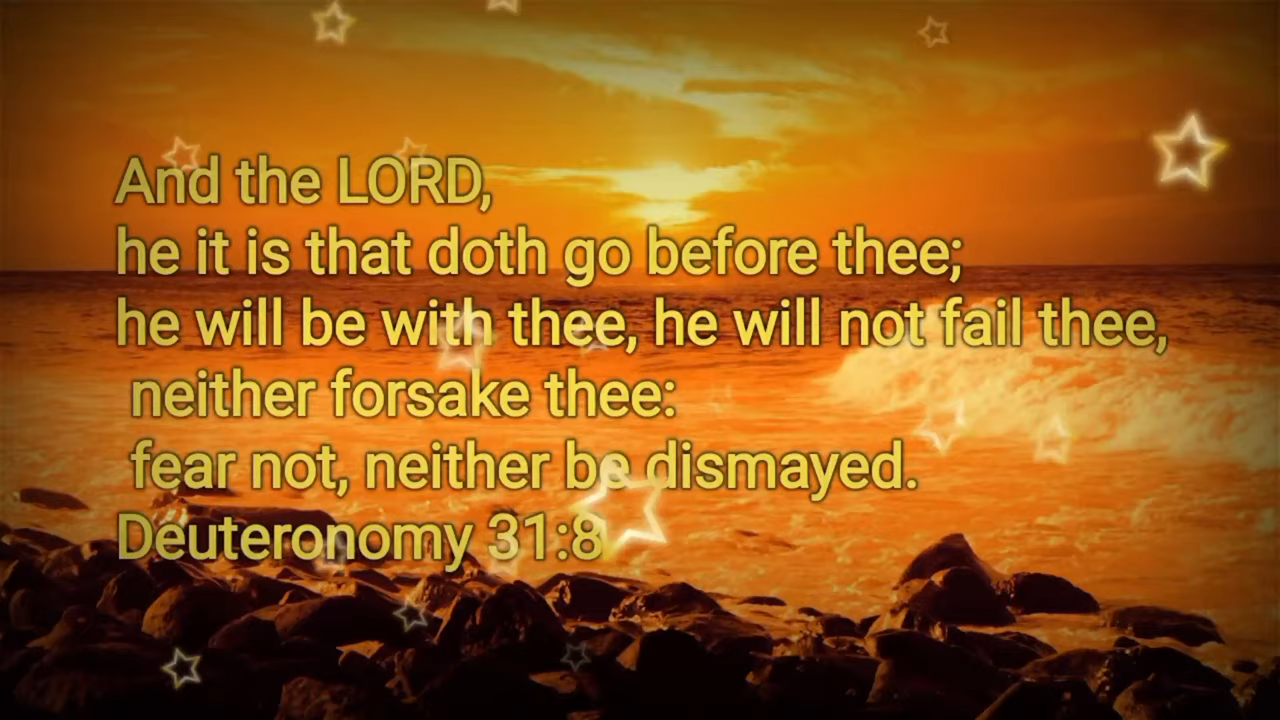 And the LORD,
he it is that doth go before thee;
he will be with thee, he will not fail thee,
neither forsake thee:
fear not, neither be dismayed.
Deuteronomy 31:8